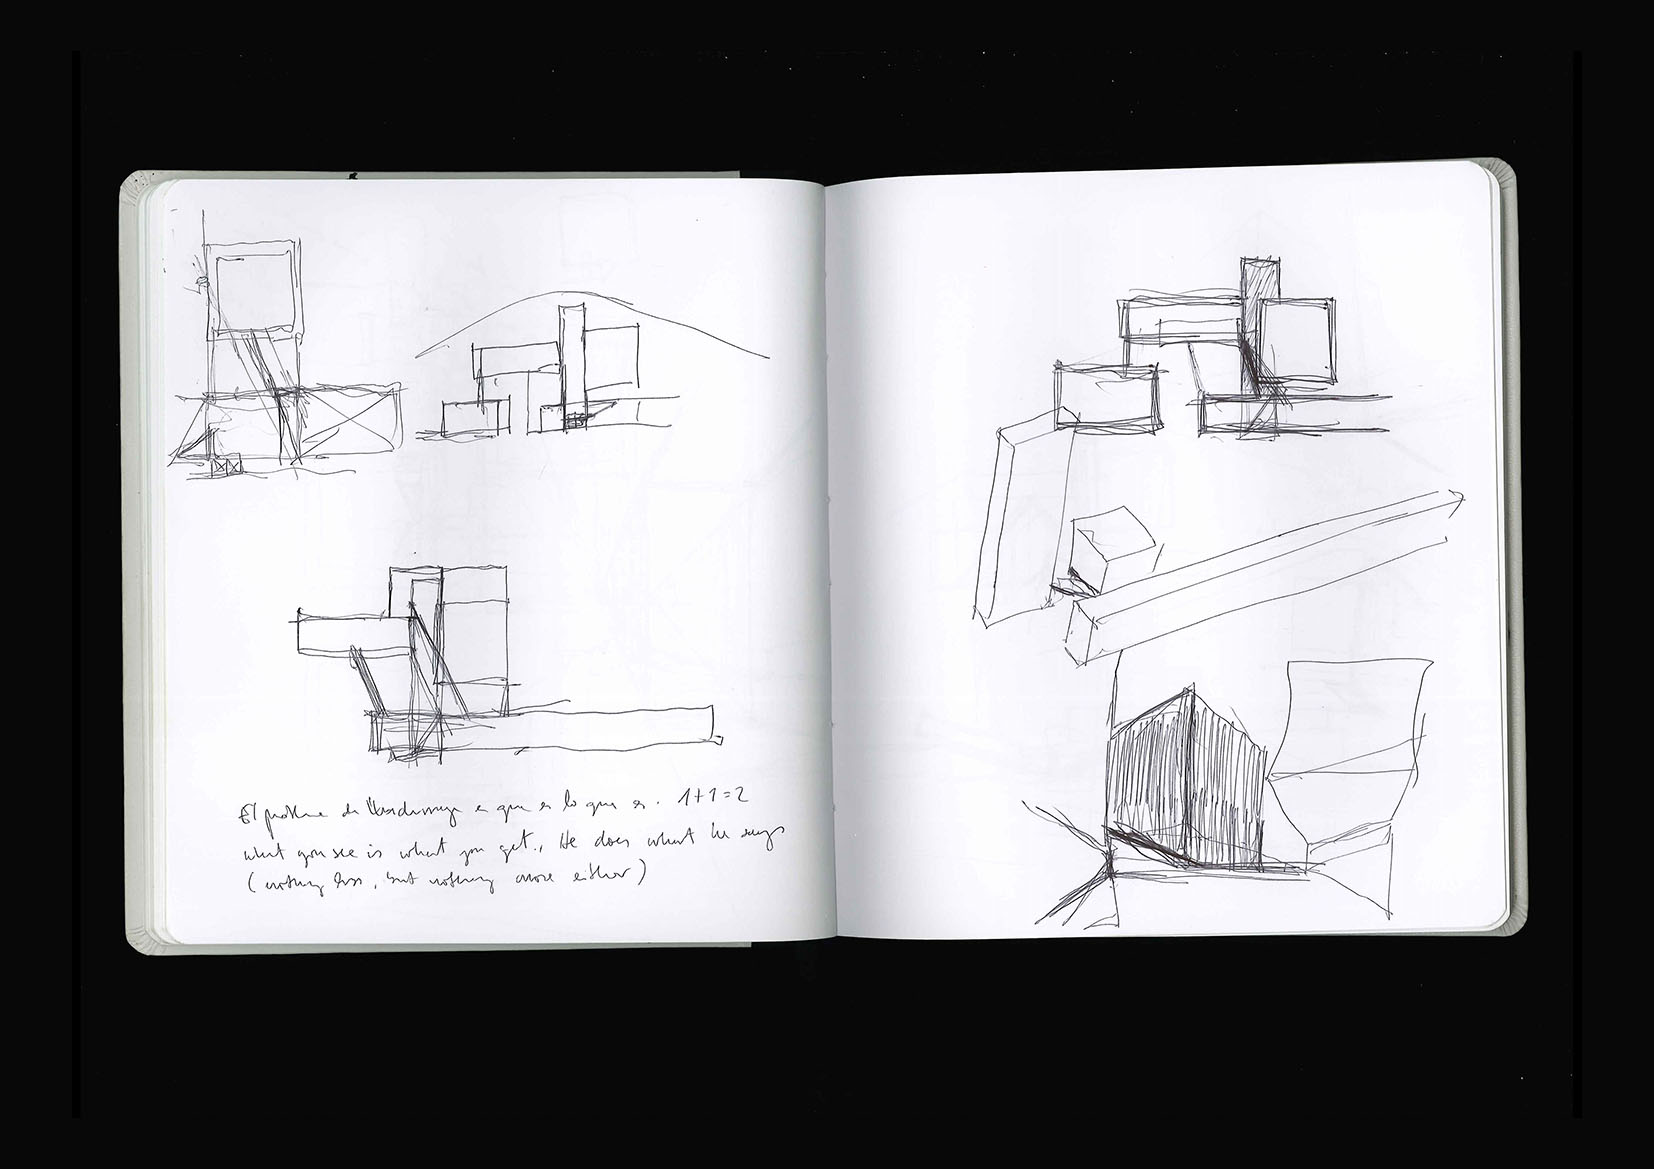 El problema de es que es lo que es. 1+1=2
what you see is what you get., He does what he says
(nothing less, but nothing more either)